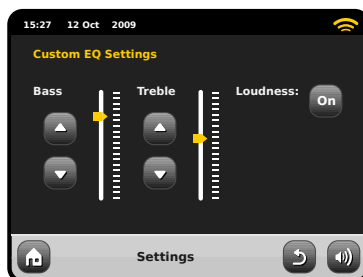 15:27 12 Oct 2009
Custom EQ Settings
Bass Treble Loudness:
On
Settings